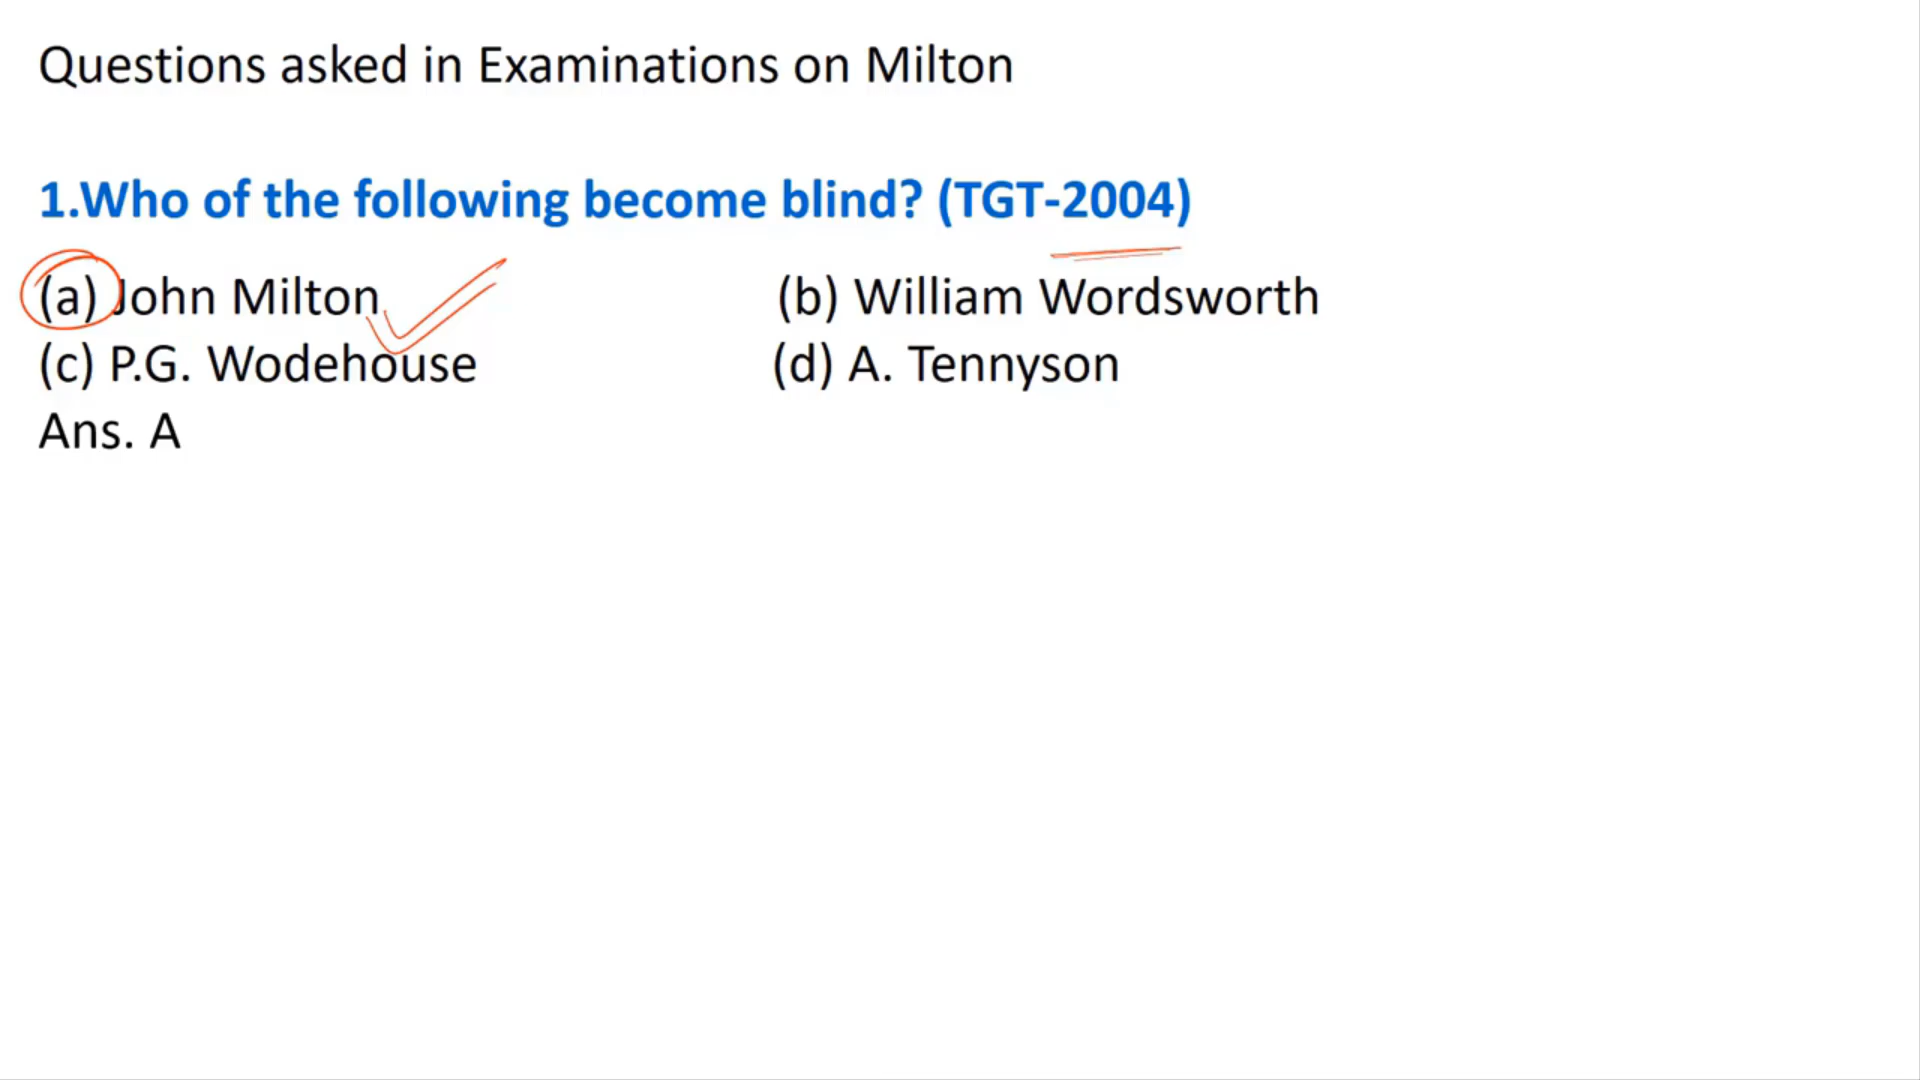 Questions asked in Examinations on Milton
1.Who of the following become blind? (TGT-2004)
(a) John Milton (b) William Wordsworth
(c) P.G. Wodehouse (d) A. Tennyson
Ans. A